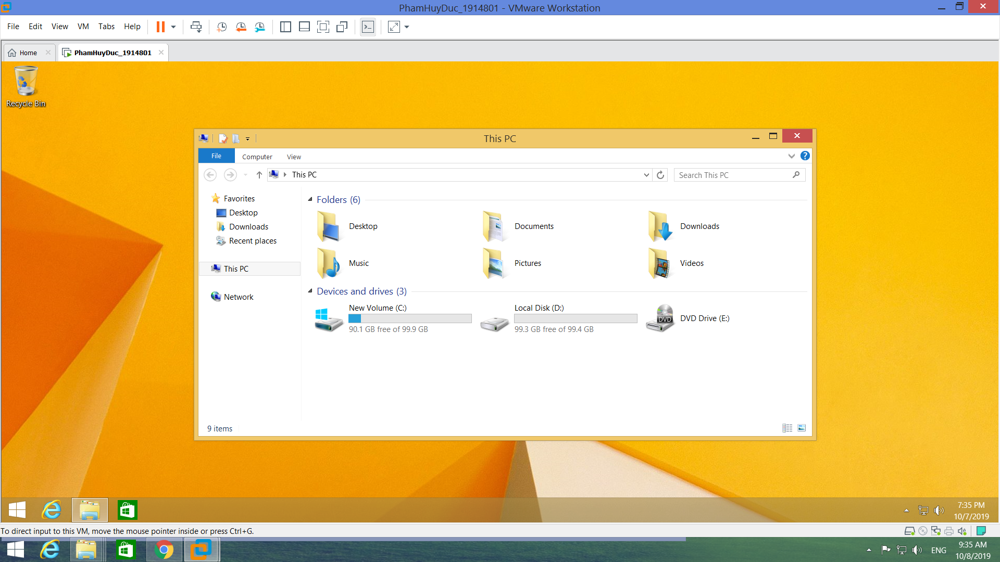 PhamHuyDuc_1914801 - VMware Workstation
File Edit View VM Tabs Help
Home
PhamHuyDuc_1914801
Recycle Bin
This PC
File Computer View
This PC
Search This PC
Favorites
Desktop
Downloads
Recent places
This PC
Network
Folders (6)
Desktop
Documents
Downloads
Music
Pictures
Videos
Devices and drives (3)
New Volume (C:)
90.1 GB free of 99.9 GB
Local Disk (D:)
99.3 GB free of 99.4 GB
DVD
DVD Drive (E:)
9 items
7:35 PM
10/7/2019
To direct input to this VM, move the mouse pointer inside or press Ctrl+G.
ENG
9:35 AM
10/8/2019